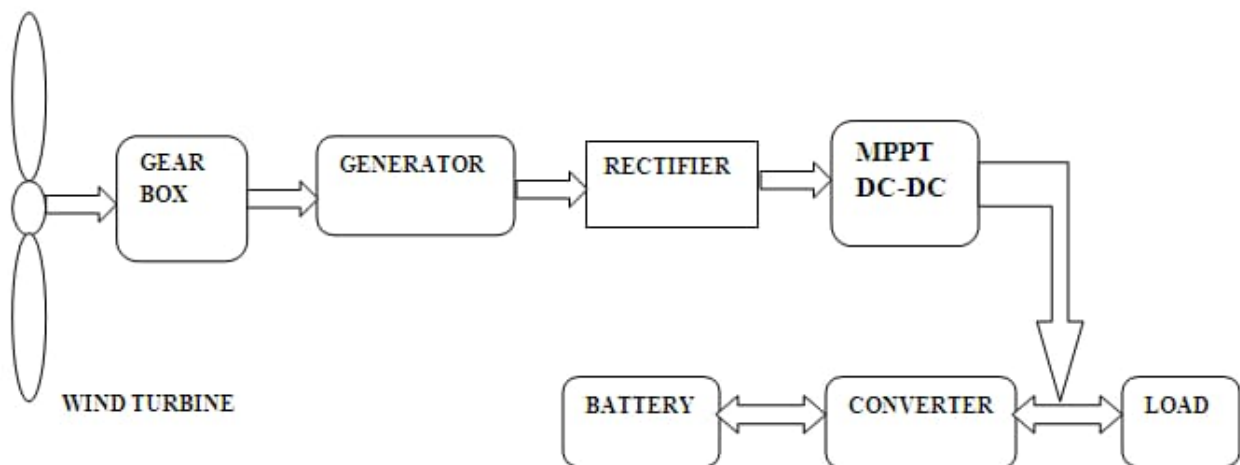 GEAR
BOX
GENERATOR
RECTIFIER
MPPT
DC-DC
WIND TURBINE
BATTERY
CONVERTER
LOAD